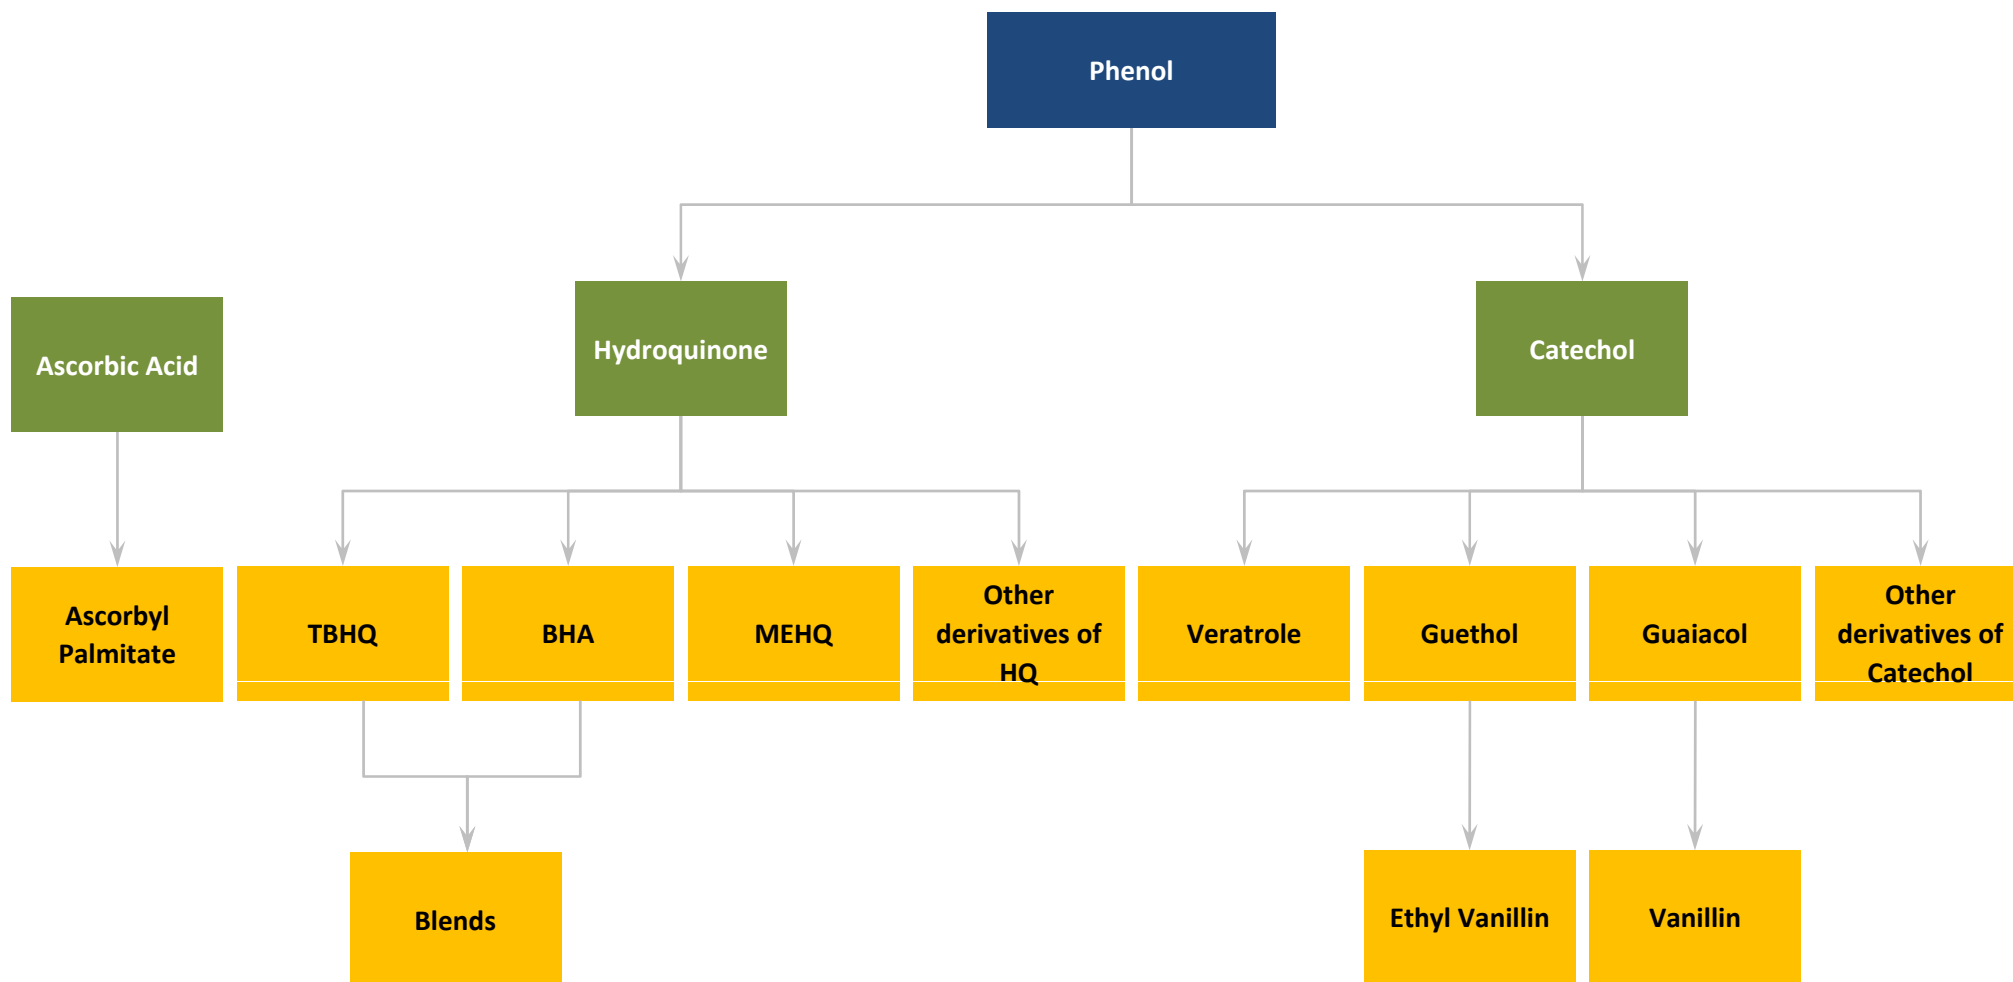 Phenol
Hydroquinone
Catechol
Ascorbic Acid
Ascorbyl
Palmitate
TBHQ
BHA
MEHQ
Other
derivatives of
HQ
Veratrole
Guethol
Guaiacol
Other
derivatives of
Catechol
Blends
Ethyl Vanillin
Vanillin